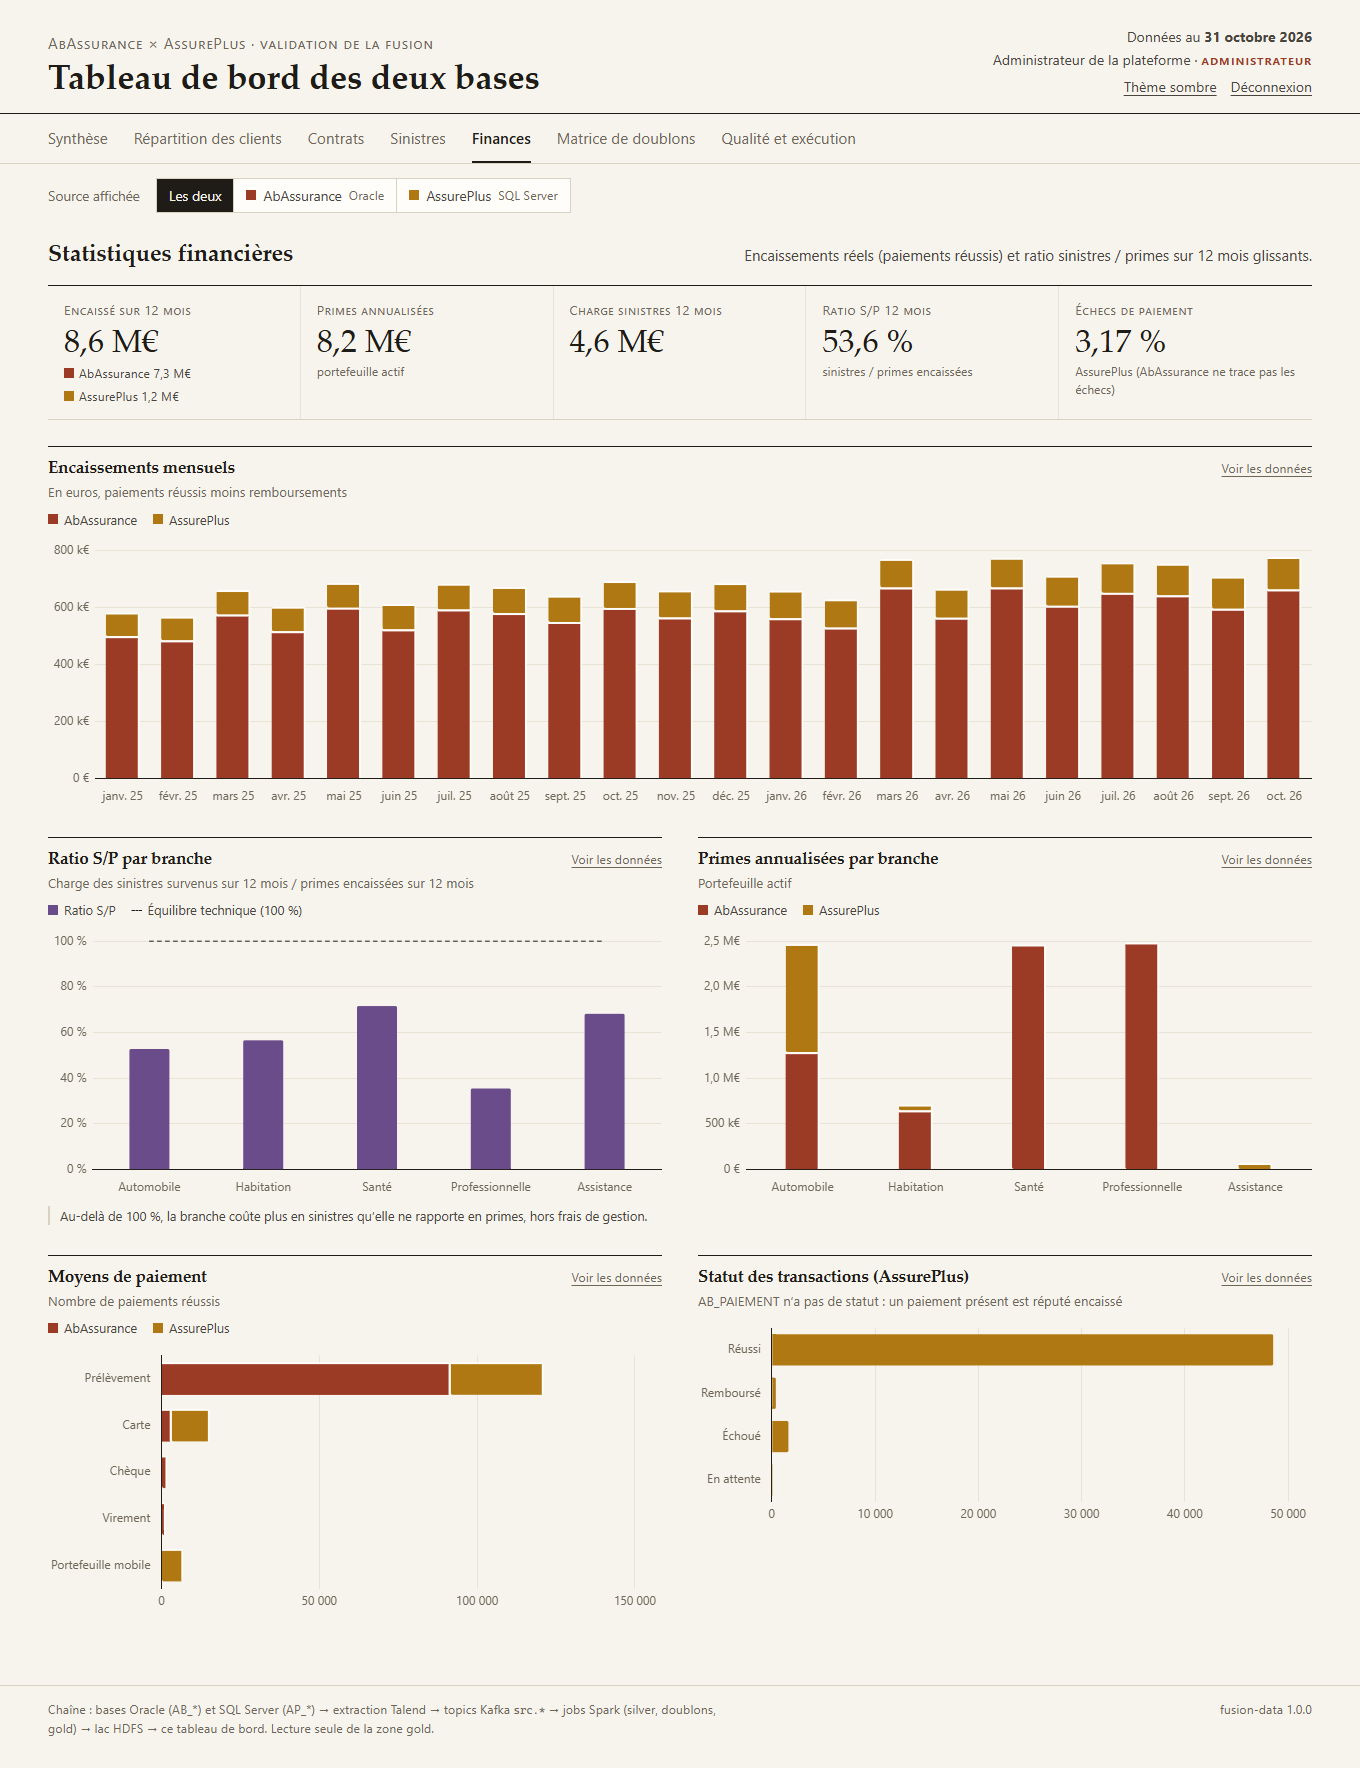 AbAssurance × AssurePlus · validation de la fusion
Tableau de bord des deux bases
Données au 31 octobre 2026
Administrateur de la plateforme · administrateur
Thème sombre Déconnexion
Synthèse Répartition des clients Contrats Sinistres Finances Matrice de doublons Qualité et exécution
Source affichée Les deux AbAssurance Oracle AssurePlus SQL Server
Statistiques financières
Encaissements réels (paiements réussis) et ratio sinistres / primes sur 12 mois glissants.
Encaissé sur 12 mois
8,6 M€
AbAssurance 7,3 M€
AssurePlus 1,2 M€
Primes annualisées
8,2 M€
portefeuille actif
Charge sinistres 12 mois
4,6 M€
Ratio S/P 12 mois
53,6 %
sinistres / primes encaissées
Échecs de paiement
3,17 %
AssurePlus (AbAssurance ne trace pas les
échecs)
Encaissements mensuels
Voir les données
En euros, paiements réussis moins remboursements
AbAssurance AssurePlus
800 k€
600 k€
400 k€
200 k€
0 €
janv. 25 févr. 25 mars 25 avr. 25 mai 25 juin 25 juil. 25 août 25 sept. 25 oct. 25 nov. 25 déc. 25 janv. 26 févr. 26 mars 26 avr. 26 mai 26 juin 26 juil. 26 août 26 sept. 26 oct. 26
Ratio S/P par branche
Voir les données
Charge des sinistres survenus sur 12 mois / primes encaissées sur 12 mois
Ratio S/P Équilibre technique (100 %)
100 %
80 %
60 %
40 %
20 %
0 %
Automobile Habitation Santé Professionnelle Assistance
Au-delà de 100 %, la branche coûte plus en sinistres qu'elle ne rapporte en primes, hors frais de gestion.
Primes annualisées par branche
Voir les données
Portefeuille actif
AbAssurance AssurePlus
2,5 M€
2,0 M€
1,5 M€
1,0 M€
500 k€
0 €
Automobile Habitation Santé Professionnelle Assistance
Moyens de paiement
Voir les données
Nombre de paiements réussis
AbAssurance AssurePlus
Prélèvement
Carte
Chèque
Virement
Portefeuille mobile
0 50 000 100 000 150 000
Statut des transactions (AssurePlus)
Voir les données
AB_PAIEMENT n'a pas de statut : un paiement présent est réputé encaissé
Réussi
Remboursé
Échoué
En attente
0 10 000 20 000 30 000 40 000 50 000
Chaîne : bases Oracle (AB_*) et SQL Server (AP_*) → extraction Talend → topics Kafka src.* → jobs Spark (silver, doublons,
gold) → lac HDFS → ce tableau de bord. Lecture seule de la zone gold.
fusion-data 1.0.0